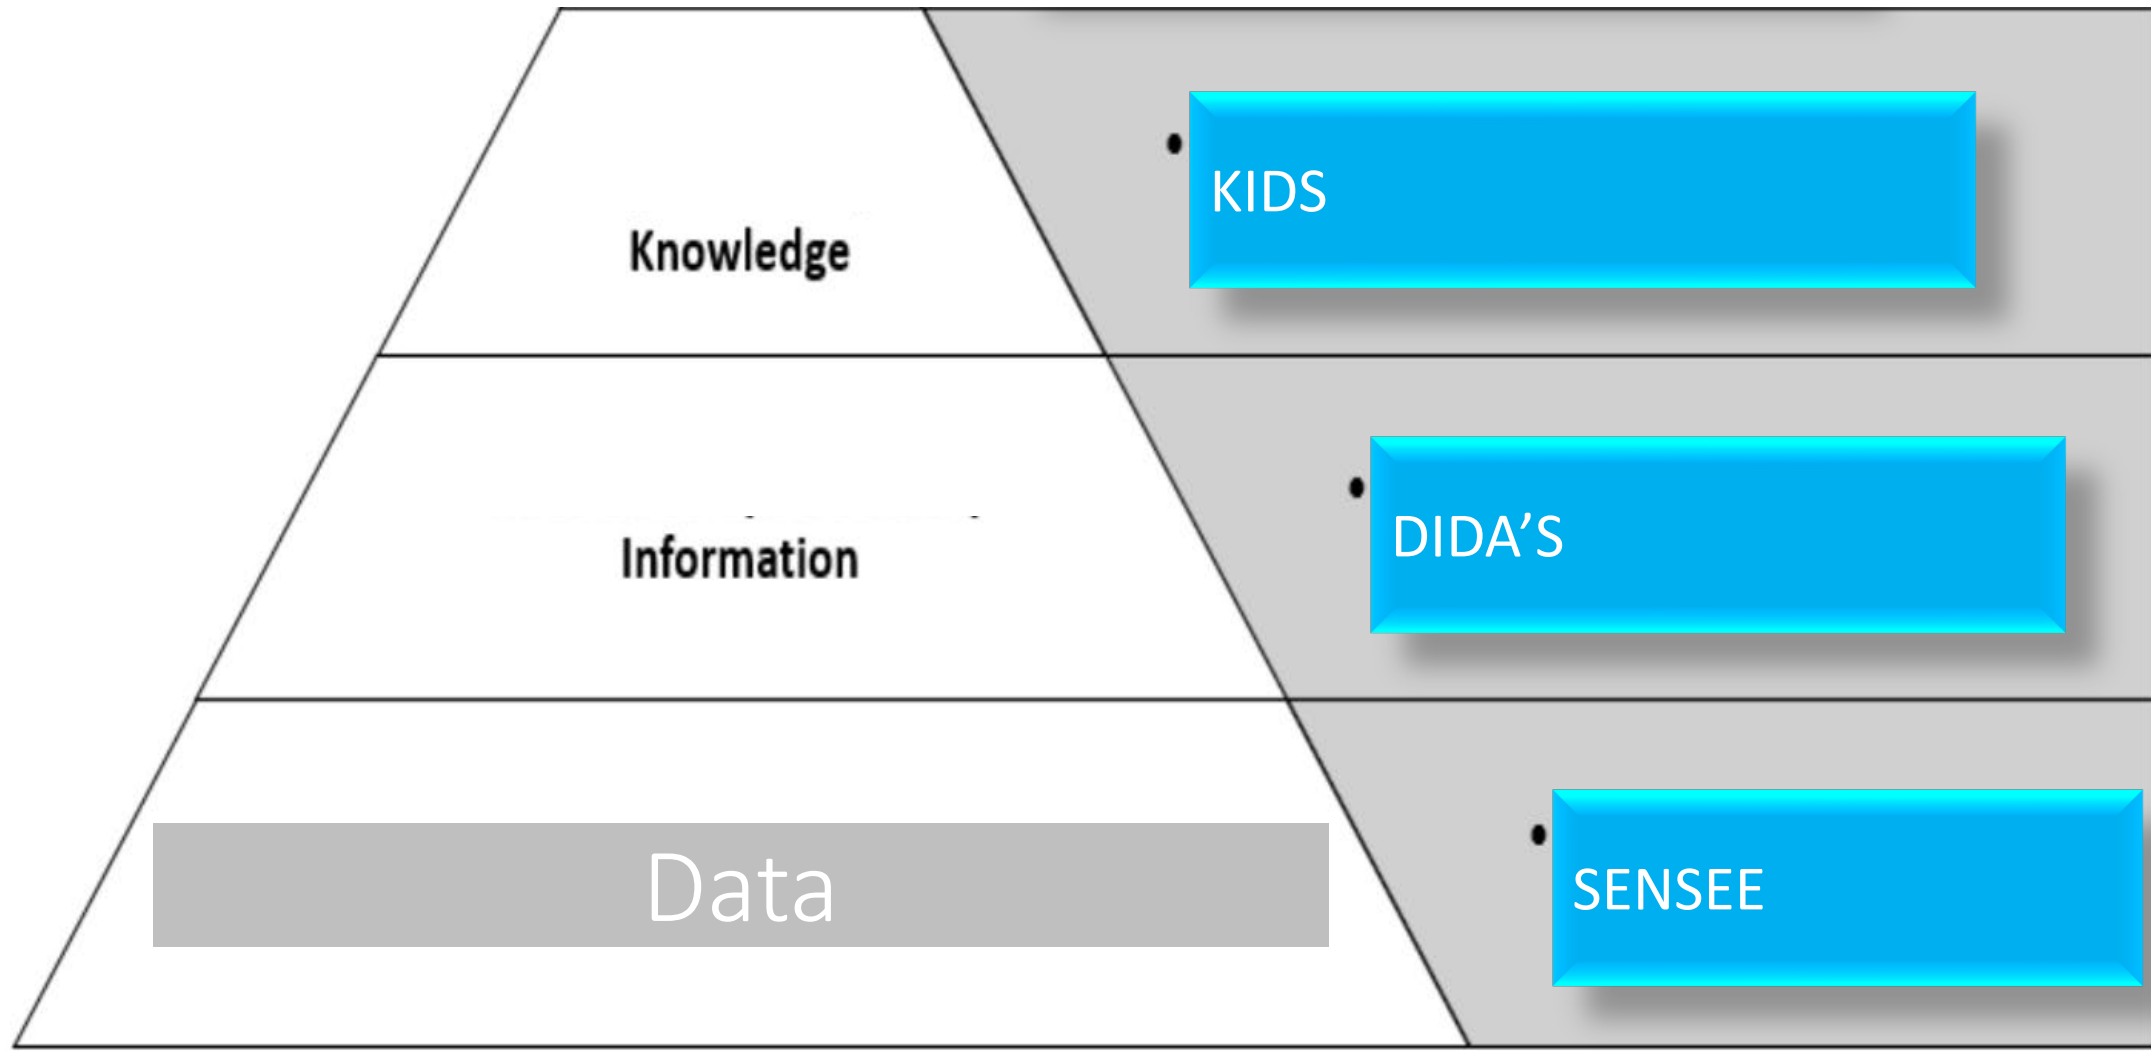 Knowledge
KIDS
Information
DIDA’S
Data
SENSEE